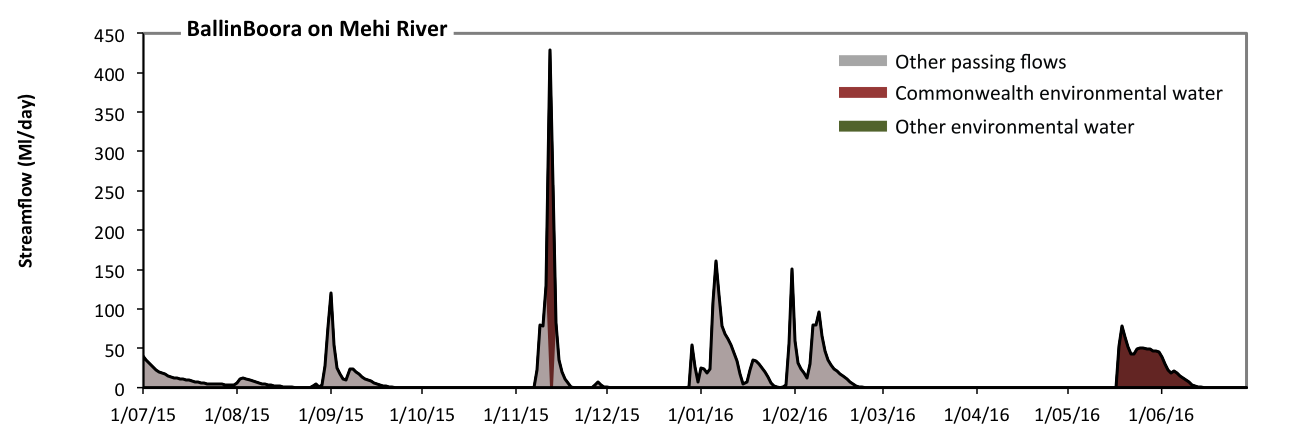 BallinBoora on Mehi River
Streamflow (Ml/day)
450
400
350
300
250
200
150
100
50
0
Other passing flows
Commonwealth environmental water
Other environmental water
1/07/15 1/08/15 1/09/15 1/10/15 1/11/15 1/12/15 1/01/16 1/02/16 1/03/16 1/04/16 1/05/16 1/06/16